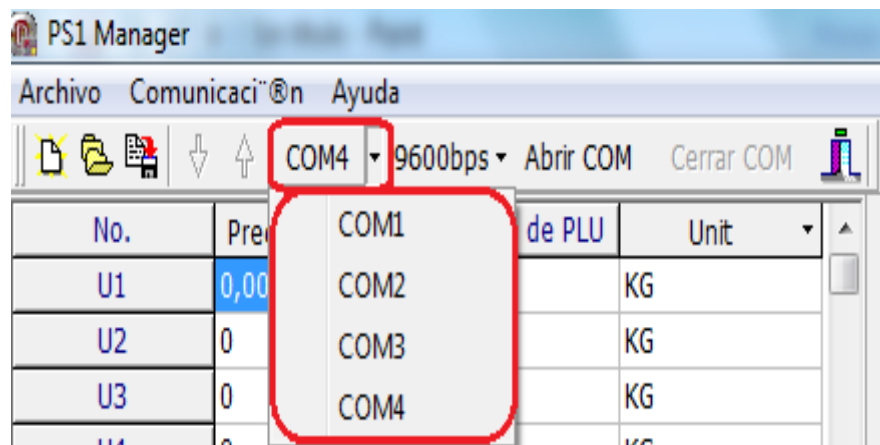 PS1 Manager
Archivo Comunicaci¨®n Ayuda
COM4 9600bps Abrir COM Cerrar COM
No. Prec de PLU Unit
COM1
U1 0,00 KG
COM2
U2 0 KG
COM3
U3 0 KG
COM4